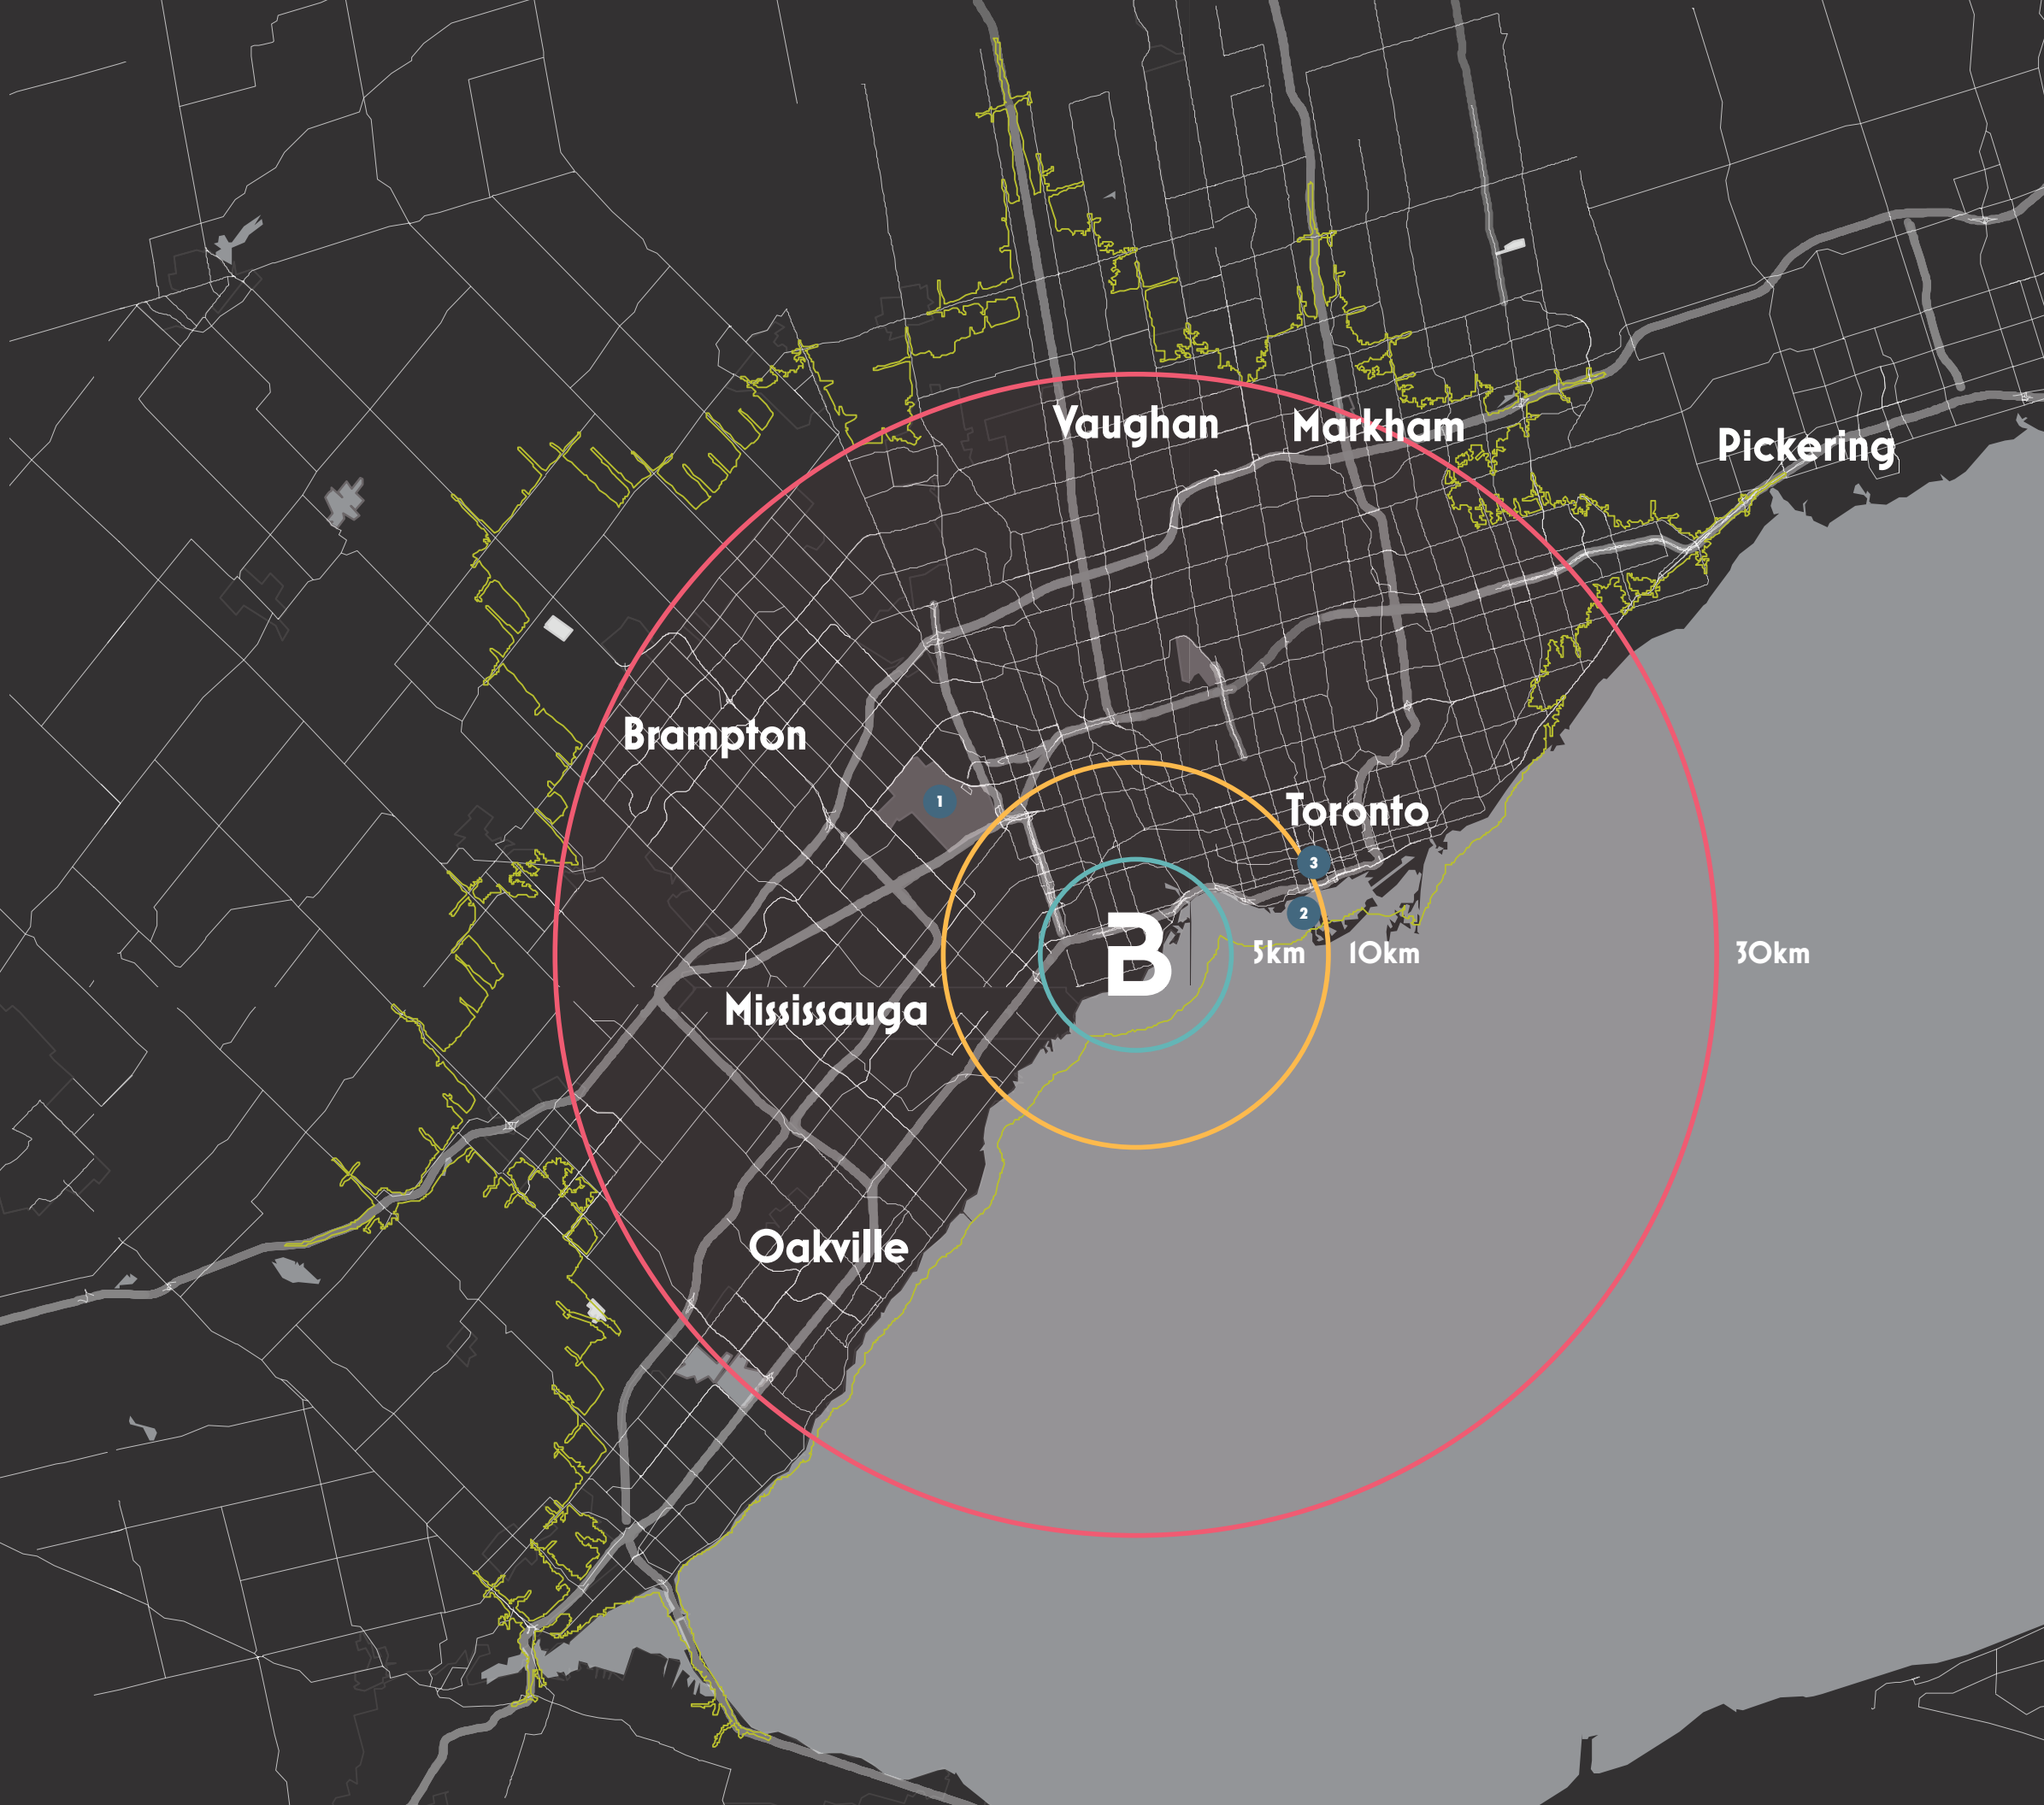 Vaughan
Markham
Pickering
Brampton
1
Toronto
3
2
B
5km
10km
30km
Mississauga
Oakville